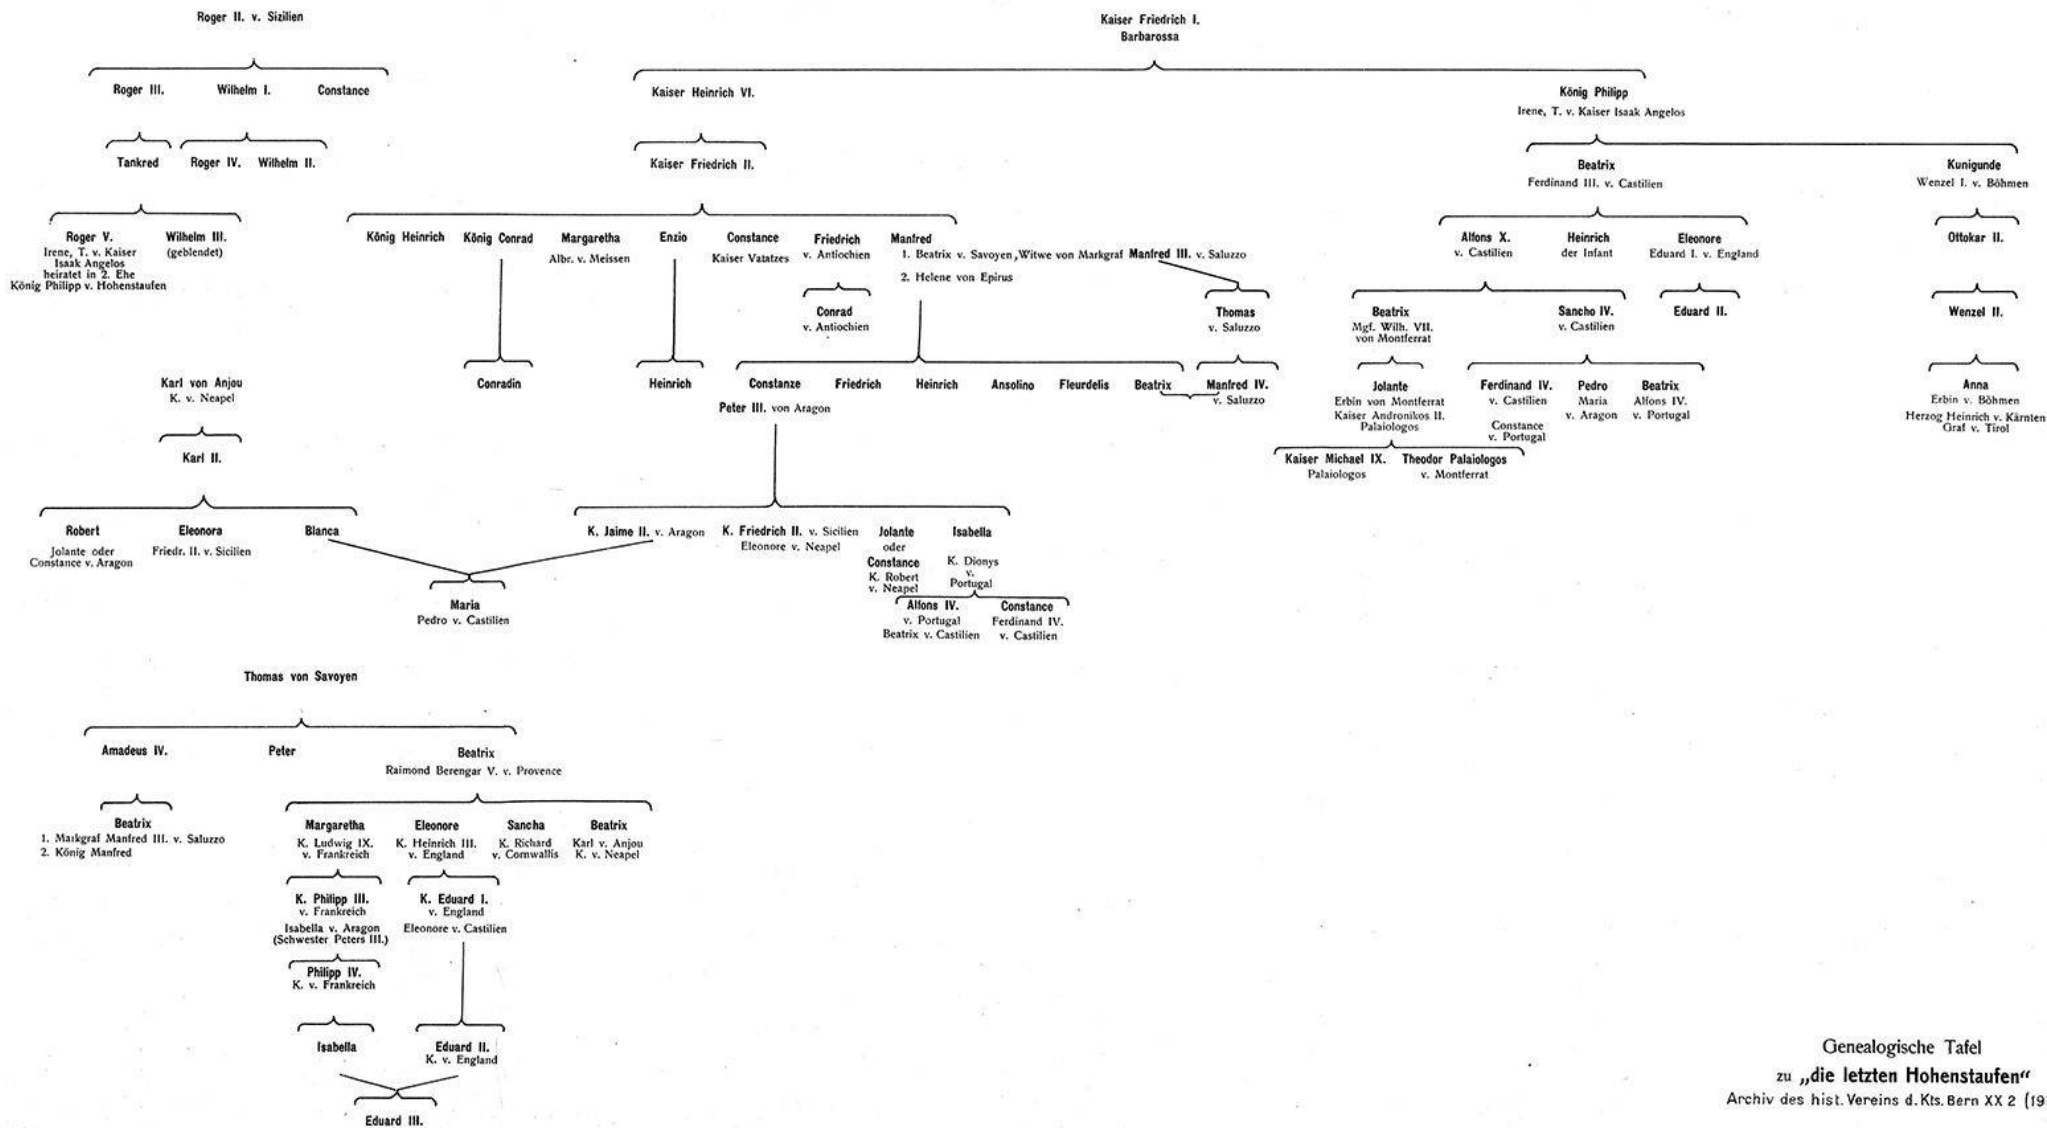 Roger II. v. Sizilien
Kaiser Friedrich I.
Barbarossa
Roger III. Wilhelm I. Constance
Kaiser Heinrich VI.
König Philipp
Irene, T. v. Kaiser Isaak Angelos
Tankred Roger IV. Wilhelm II.
Kaiser Friedrich II.
Beatrix
Ferdinand III. v. Castilien
Kunigunde
Wenzel I. v. Böhmen
Roger V.
Irene, T. v. Kaiser
Isaak Angelos
heiratet in 2. Ehe
König Philipp v. Hohenstaufen
Wilhelm III.
(geblendet)
König Heinrich
König Conrad
Margaretha
Albr. v. Meissen
Enzio
Constance
Kaiser Vatatzes
Friedrich
v. Antiochien
Manfred
1. Beatrix v. Savoyen, Witwe von Markgraf Manfred III. v. Saluzzo
2. Helene von Epirus
Alfons X.
v. Castilien
Heinrich
der Infant
Eleonore
Eduard I. v. England
Ottokar II.
Conrad
v. Antiochien
Thomas
v. Saluzzo
Beatrix
Mgf. Wilh. VII.
von Montferrat
Sancho IV.
v. Castilien
Eduard II.
Wenzel II.
Karl von Anjou
K. v. Neapel
Conradin
Heinrich
Constanze
Peter III. von Aragon
Friedrich
Heinrich
Ansolino
Fleurdelis
Beatrix
Manfred IV.
v. Saluzzo
Jolante
Erbin von Montferrat
Kaiser Andronikos II.
Palaiologos
Ferdinand IV.
v. Castilien
Constance
v. Portugal
Pedro
Maria
v. Aragon
Beatrix
Alfons IV.
v. Portugal
Anna
Erbin v. Böhmen
Herzog Heinrich v. Kärnten
Graf v. Tirol
Karl II.
Kaiser Michael IX.
Palaiologos
Theodor Palaiologos
v. Montferrat
Robert
Jolante oder
Constance v. Aragon
Eleonora
Friedr. II. v. Sicilien
Blanca
K. Jaime II. v. Aragon
K. Friedrich II. v. Sicilien
Eleonore v. Neapel
Jolante
oder
Constance
K. Robert
v. Neapel
Isabella
K. Dionys
v.
Portugal
Maria
Pedro v. Castilien
Alfons IV.
v. Portugal
Beatrix v. Castilien
Constance
Ferdinand IV.
v. Castilien
Thomas von Savoyen
Amadeus IV.
Peter
Beatrix
Raimond Berengar V. v. Provence
Beatrix
1. Markgraf Manfred III. v. Saluzzo
2. König Manfred
Margaretha
K. Ludwig IX.
v. Frankreich
Eleonore
K. Heinrich III.
v. England
Sancha
K. Richard
v. Cornwallis
Beatrix
Karl v. Anjou
K. v. Neapel
K. Philipp III.
v. Frankreich
Isabella v. Aragon
(Schwester Peters III.)
K. Eduard I.
v. England
Eleonore v. Castilien
Philipp IV.
K. v. Frankreich
Isabella
Eduard II.
K. v. England
Eduard III.
Genealogische Tafel
zu „die letzten Hohenstaufen“
Archiv des hist. Vereins d. Kts. Bern XX 2 (19